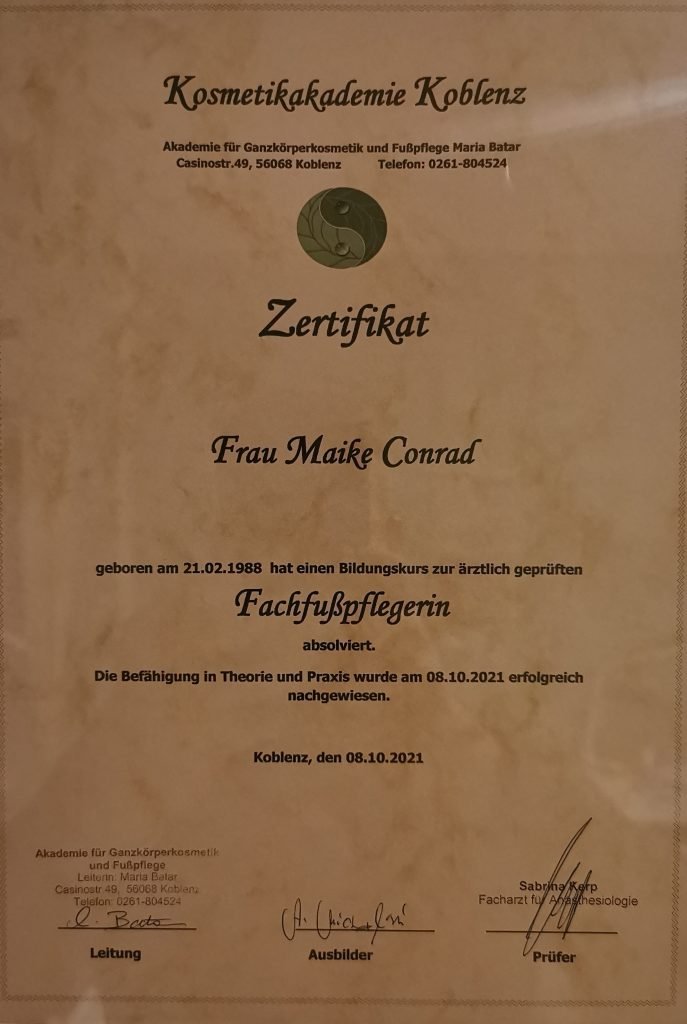 Kosmetikakademie Koblenz
Akademie für Ganzkörperkosmetik und Fußpflege Maria Batar
Casinostr.49, 56068 Koblenz Telefon: 0261-804524
Zertifikat
Frau Maike Conrad
geboren am 21.02.1988 hat einen Bildungskurs zur ärztlich geprüften
Fachfußpflegerin
absolviert.
Die Befähigung in Theorie und Praxis wurde am 08.10.2021 erfolgreich
nachgewiesen.
Koblenz, den 08.10.2021
Akademie für Ganzkörperkosmetik
und Fußpflege
Leiterin: Maria Batar
Casinostr.49, 56068 Koblenz
Telefon: 0261-804524
Leitung
Ausbilder
Sabrina Kerp
Facharzt für Anästhesiologie
Prüfer